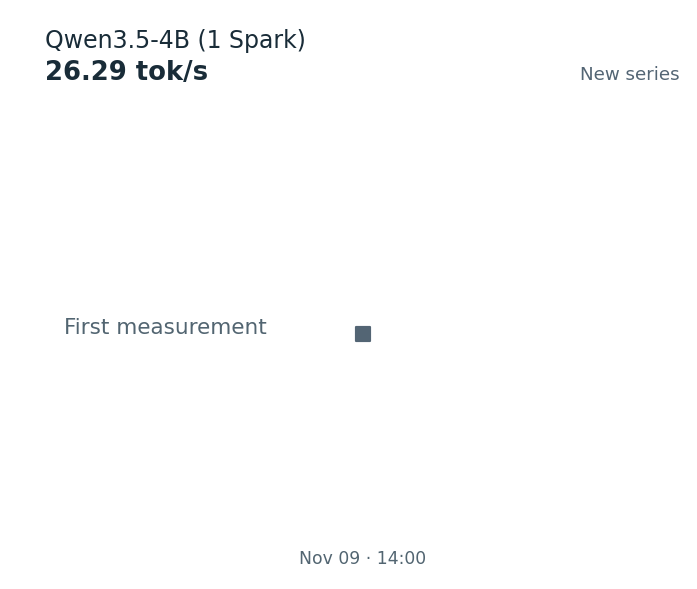 Qwen3.5-4B (1 Spark)
26.29 tok/s
New series
First measurement
Nov 09 · 14:00